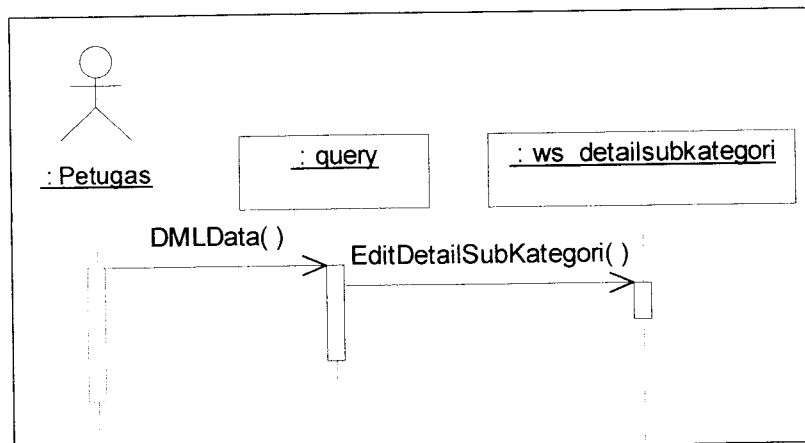 : Petugas
: query
: ws_detailsubkategori
DMLData( )
EditDetailSubKategori( )